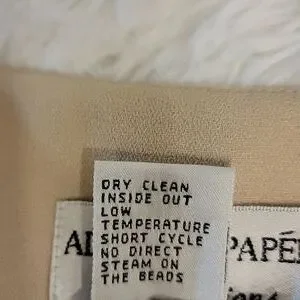 DRY CLEAN
INSIDE OUT
LOW
TEMPERATURE
SHORT CYCLE
NO DIRECT
STEAM ON
THE BEADS